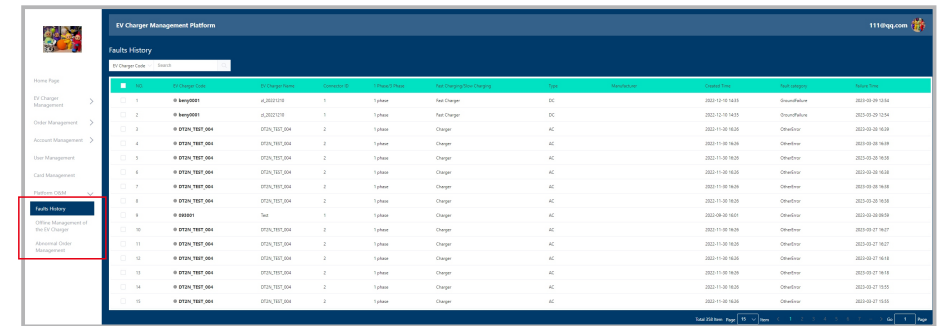 EV Charger Management Platform
111@qq.com
Faults History
EV Charger Code Search
Home Page
EV Charger
Management
Order Management
Account Management
User Management
Card Management
Platform O&M
Faults History
Offline Management of
the EV Charger
Abnormal Order
Management
NO. EV Charger Code EV Charger Name Connector ID 1 Phase/3 Phase Fast Charging/Slow Charging Type Manufacturer Created Time Fault category Failure Time
1 beny0001 zl_20221210 1 1 phase Fast Charger DC 2022-12-10 14:35 GroundFailure 2023-03-29 12:54
2 beny0001 zl_20221210 1 1 phase Fast Charger DC 2022-12-10 14:35 GroundFailure 2023-03-29 12:54
3 DT2N_TEST_004 DT2N_TEST_004 2 1 phase Charger AC 2022-11-30 16:26 OtherError 2023-03-28 16:39
4 DT2N_TEST_004 DT2N_TEST_004 2 1 phase Charger AC 2022-11-30 16:26 OtherError 2023-03-28 16:39
5 DT2N_TEST_004 DT2N_TEST_004 2 1 phase Charger AC 2022-11-30 16:26 OtherError 2023-03-28 16:38
6 DT2N_TEST_004 DT2N_TEST_004 2 1 phase Charger AC 2022-11-30 16:26 OtherError 2023-03-28 16:38
7 DT2N_TEST_004 DT2N_TEST_004 2 1 phase Charger AC 2022-11-30 16:26 OtherError 2023-03-28 16:38
8 DT2N_TEST_004 DT2N_TEST_004 2 1 phase Charger AC 2022-11-30 16:26 OtherError 2023-03-28 16:38
9 093001 Test 1 1 phase Charger AC 2022-09-30 16:01 OtherError 2023-03-28 09:59
10 DT2N_TEST_004 DT2N_TEST_004 2 1 phase Charger AC 2022-11-30 16:26 OtherError 2023-03-27 16:27
11 DT2N_TEST_004 DT2N_TEST_004 2 1 phase Charger AC 2022-11-30 16:26 OtherError 2023-03-27 16:27
12 DT2N_TEST_004 DT2N_TEST_004 2 1 phase Charger AC 2022-11-30 16:26 OtherError 2023-03-27 16:18
13 DT2N_TEST_004 DT2N_TEST_004 2 1 phase Charger AC 2022-11-30 16:26 OtherError 2023-03-27 16:18
14 DT2N_TEST_004 DT2N_TEST_004 2 1 phase Charger AC 2022-11-30 16:26 OtherError 2023-03-27 15:55
15 DT2N_TEST_004 DT2N_TEST_004 2 1 phase Charger AC 2022-11-30 16:26 OtherError 2023-03-27 15:55
Total 258 Item Page 15 Item 1 2 3 4 5 6 7 Go 1 Page